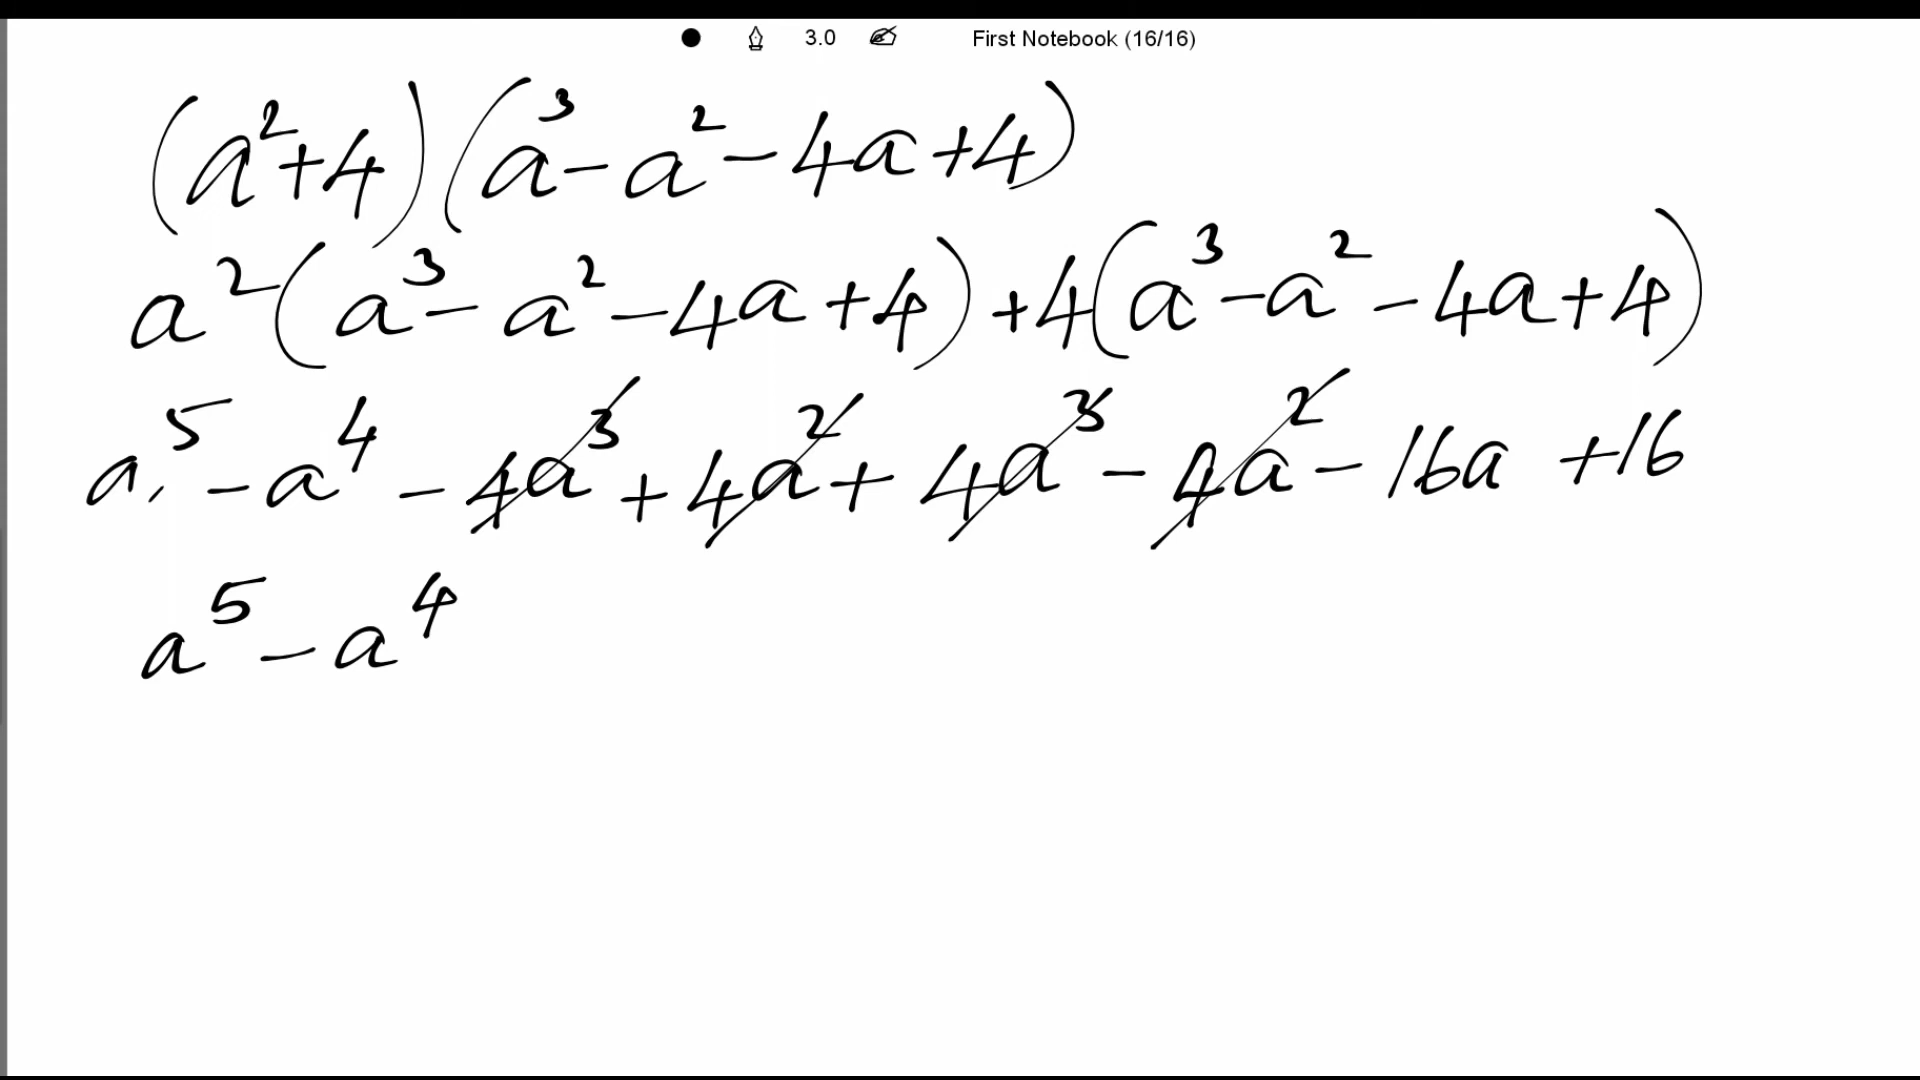 3.0 First Notebook (16/16)
(a²+4)(a³-a²-4a+4)
a²(a³-a²-4a+4)+4(a³-a²-4a+4)
a⁵-a⁴-4a³+4a²+4a³-4a²-16a+16
a⁵-a⁴